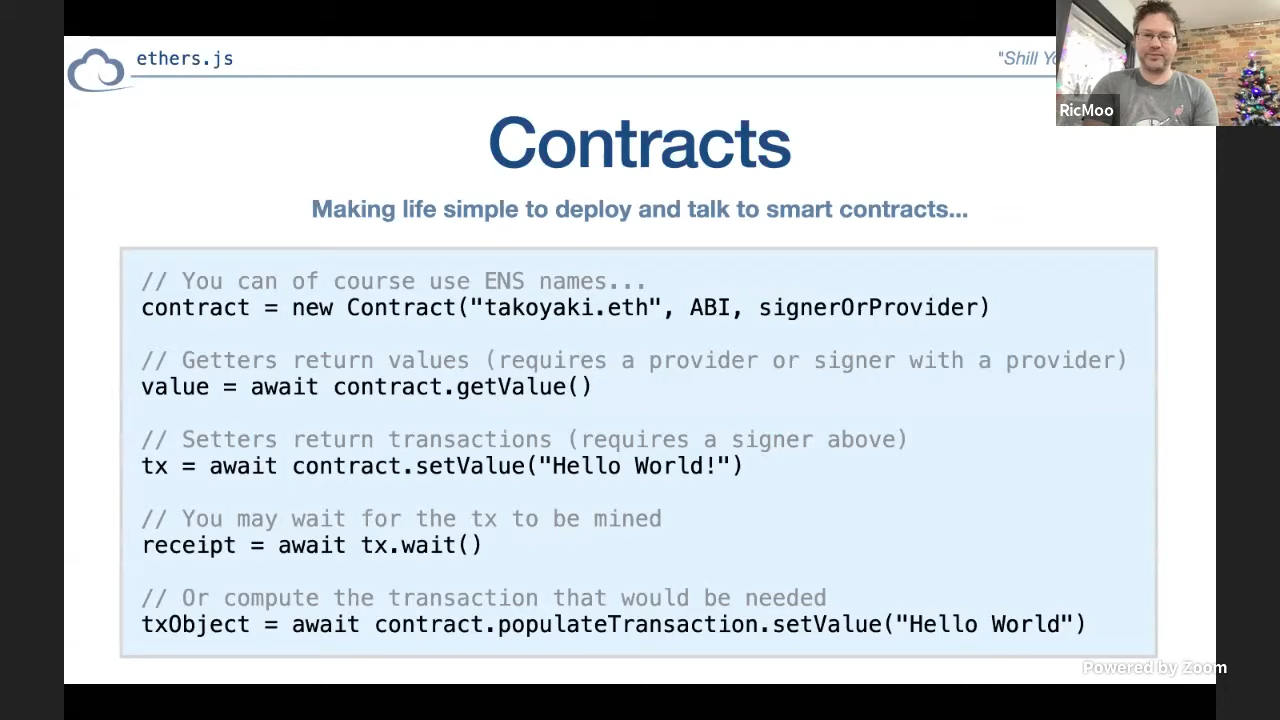 ethers.js
"Shill Yo
RicMoo
Contracts
Making life simple to deploy and talk to smart contracts...
// You can of course use ENS names...
contract = new Contract("takoyaki.eth", ABI, signerOrProvider)
// Getters return values (requires a provider or signer with a provider)
value = await contract.getValue()
// Setters return transactions (requires a signer above)
tx = await contract.setValue("Hello World!")
// You may wait for the tx to be mined
receipt = await tx.wait()
// Or compute the transaction that would be needed
txObject = await contract.populateTransaction.setValue("Hello World")
Powered by Zoom